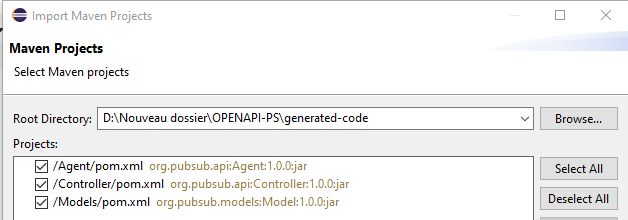 Import Maven Projects
Maven Projects
Select Maven projects
Root Directory: D:\Nouveau dossier\OPENAPI-PS\generated-code Browse...
Projects:
/Agent/pom.xml org.pubsub.api:Agent:1.0.0:jar Select All
/Controller/pom.xml org.pubsub.api:Controller:1.0.0:jar
/Models/pom.xml org.pubsub.models:Model:1.0.0:jar Deselect All